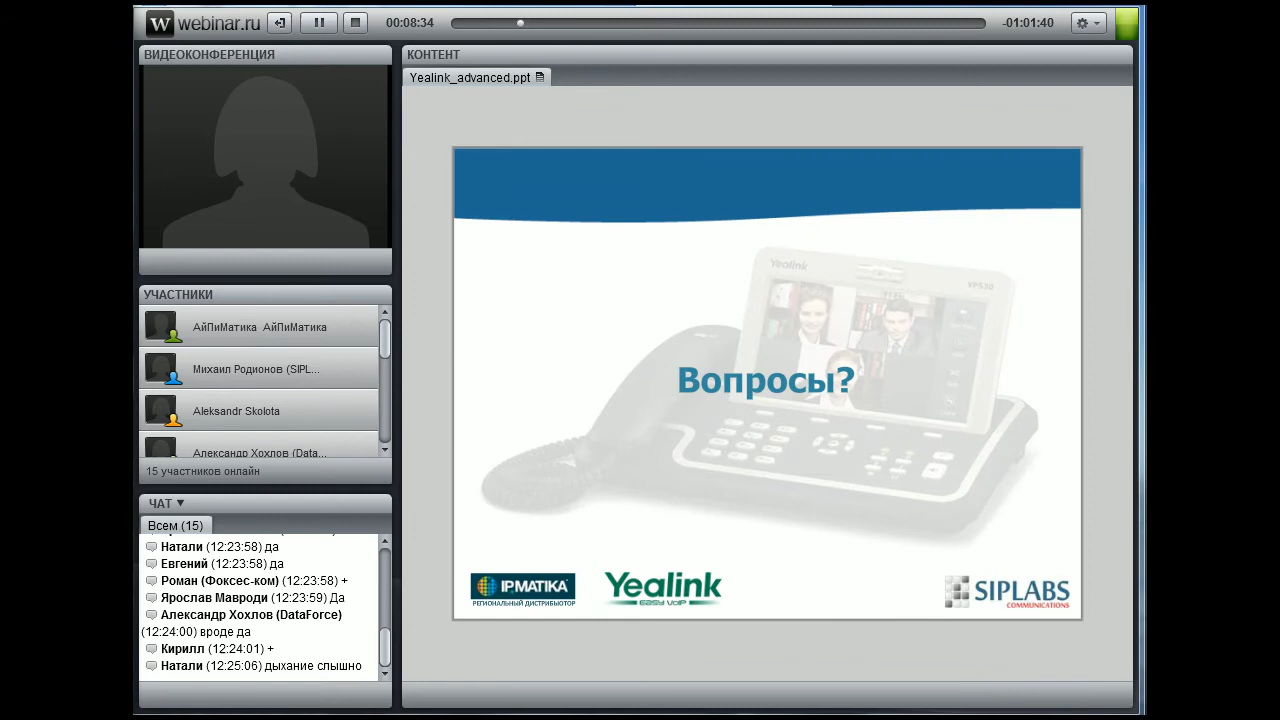 w webinar.ru
00:08:34
-01:01:40
ВИДЕОКОНФЕРЕНЦИЯ
УЧАСТНИКИ
АйПиМатика АйПиМатика
Михаил Родионов (SIPL...
Aleksandr Skolota
Александр Хохлов (Data...
15 участников онлайн
ЧАТ
Всем (15)
Натали (12:23:58) да
Евгений (12:23:58) да
Роман (Фоксес-ком) (12:23:58) +
Ярослав Мавроди (12:23:59) Да
Александр Хохлов (DataForce)
(12:24:00) вроде да
Кирилл (12:24:01) +
Натали (12:25:06) дыхание слышно
КОНТЕНТ
Yealink_advanced.ppt
Yealink
VP530
Вопросы?
IPMATIKA
РЕГИОНАЛЬНЫЙ ДИСТРИБЬЮТОР
Yealink
EASY VoIP
SIPLABS
COMMUNICATIONS